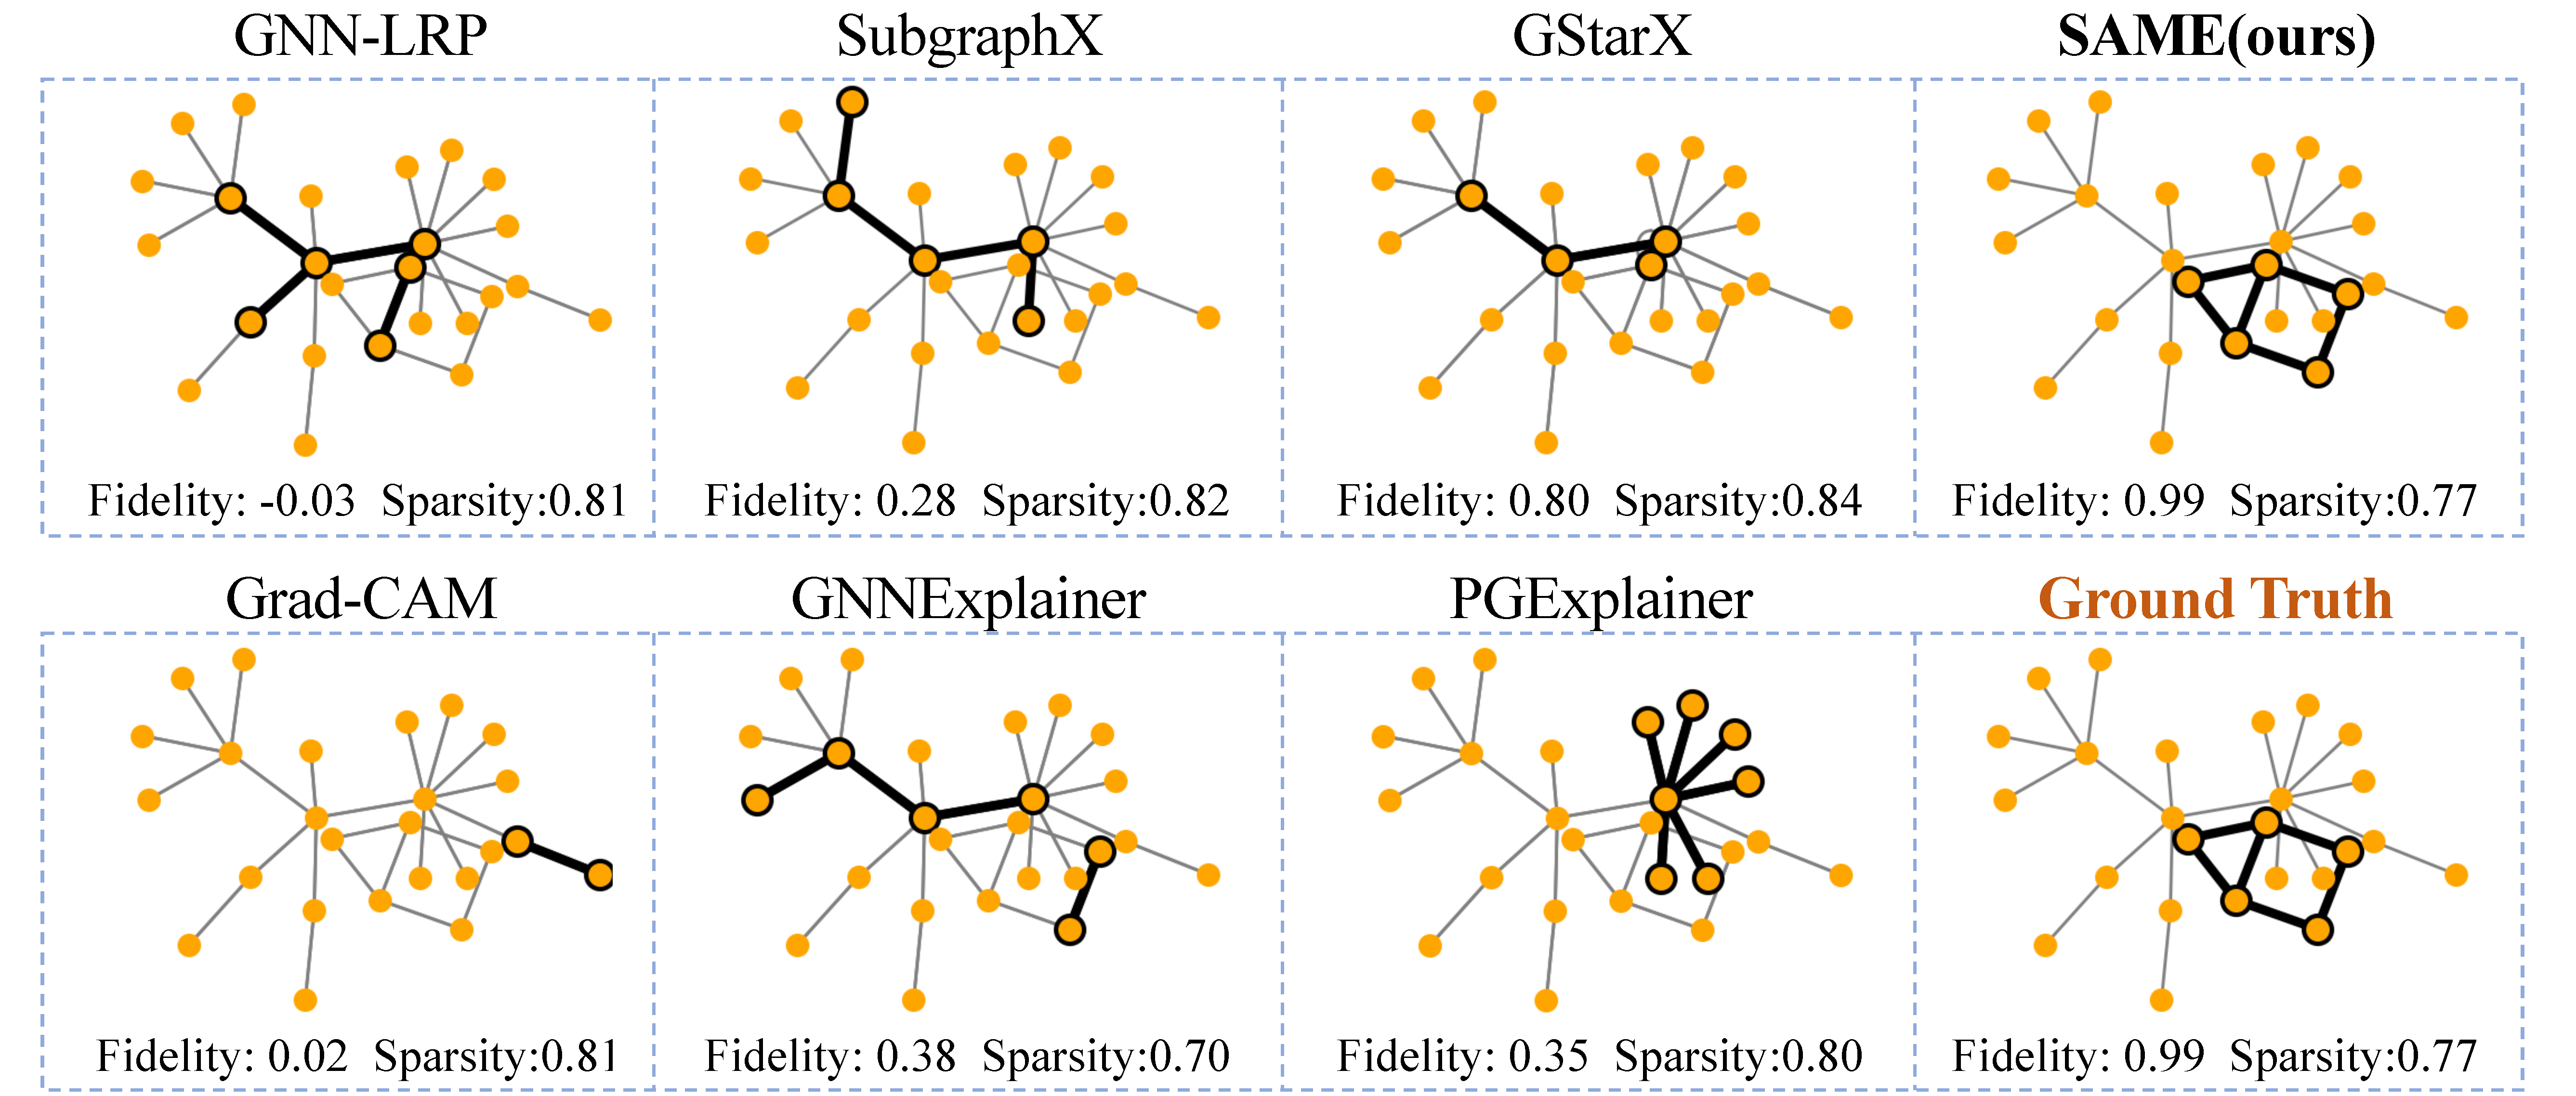 GNN-LRP
SubgraphX
GStarX
SAME(ours)
Fidelity: -0.03 Sparsity:0.81
Fidelity: 0.28 Sparsity:0.82
Fidelity: 0.80 Sparsity:0.84
Fidelity: 0.99 Sparsity:0.77
Grad-CAM
GNNExplainer
PGExplainer
Ground Truth
Fidelity: 0.02 Sparsity:0.81
Fidelity: 0.38 Sparsity:0.70
Fidelity: 0.35 Sparsity:0.80
Fidelity: 0.99 Sparsity:0.77